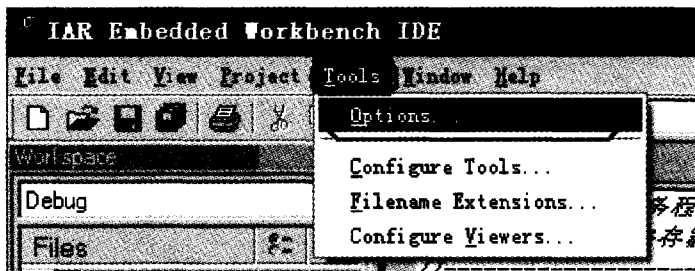 IAR Embedded Workbench IDE
File Edit View Project Tools Window Help
Options...
Workspace
Configure Tools...
Debug
Filename Extensions...
Files
Configure Viewers...